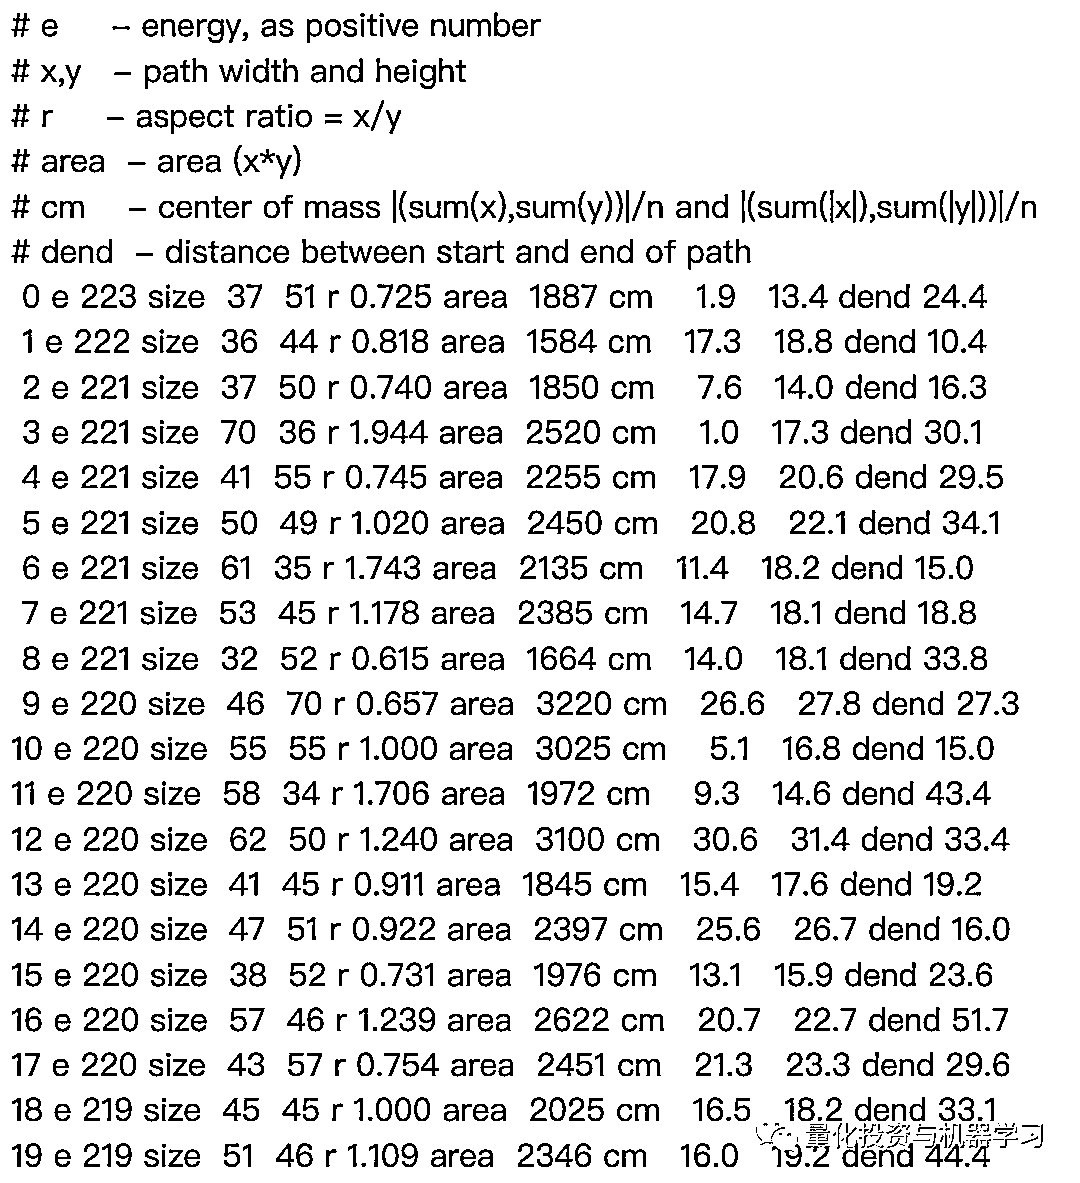 # e – energy, as positive number
# x,y – path width and height
# r – aspect ratio = x/y
# area – area (x*y)
# cm – center of mass |(sum(x),sum(y))|/n and |(sum(|x|),sum(|y|))|/n
# dend – distance between start and end of path
0 e 223 size 37 51 r 0.725 area 1887 cm 1.9 13.4 dend 24.4
1 e 222 size 36 44 r 0.818 area 1584 cm 17.3 18.8 dend 10.4
2 e 221 size 37 50 r 0.740 area 1850 cm 7.6 14.0 dend 16.3
3 e 221 size 70 36 r 1.944 area 2520 cm 1.0 17.3 dend 30.1
4 e 221 size 41 55 r 0.745 area 2255 cm 17.9 20.6 dend 29.5
5 e 221 size 50 49 r 1.020 area 2450 cm 20.8 22.1 dend 34.1
6 e 221 size 61 35 r 1.743 area 2135 cm 11.4 18.2 dend 15.0
7 e 221 size 53 45 r 1.178 area 2385 cm 14.7 18.1 dend 18.8
8 e 221 size 32 52 r 0.615 area 1664 cm 14.0 18.1 dend 33.8
9 e 220 size 46 70 r 0.657 area 3220 cm 26.6 27.8 dend 27.3
10 e 220 size 55 55 r 1.000 area 3025 cm 5.1 16.8 dend 15.0
11 e 220 size 58 34 r 1.706 area 1972 cm 9.3 14.6 dend 43.4
12 e 220 size 62 50 r 1.240 area 3100 cm 30.6 31.4 dend 33.4
13 e 220 size 41 45 r 0.911 area 1845 cm 15.4 17.6 dend 19.2
14 e 220 size 47 51 r 0.922 area 2397 cm 25.6 26.7 dend 16.0
15 e 220 size 38 52 r 0.731 area 1976 cm 13.1 15.9 dend 23.6
16 e 220 size 57 46 r 1.239 area 2622 cm 20.7 22.7 dend 51.7
17 e 220 size 43 57 r 0.754 area 2451 cm 21.3 23.3 dend 29.6
18 e 219 size 45 45 r 1.000 area 2025 cm 16.5 18.2 dend 33.1
量化投资与机器学习
19 e 219 size 51 46 r 1.109 area 2346 cm 16.0 19.2 dend 44.4